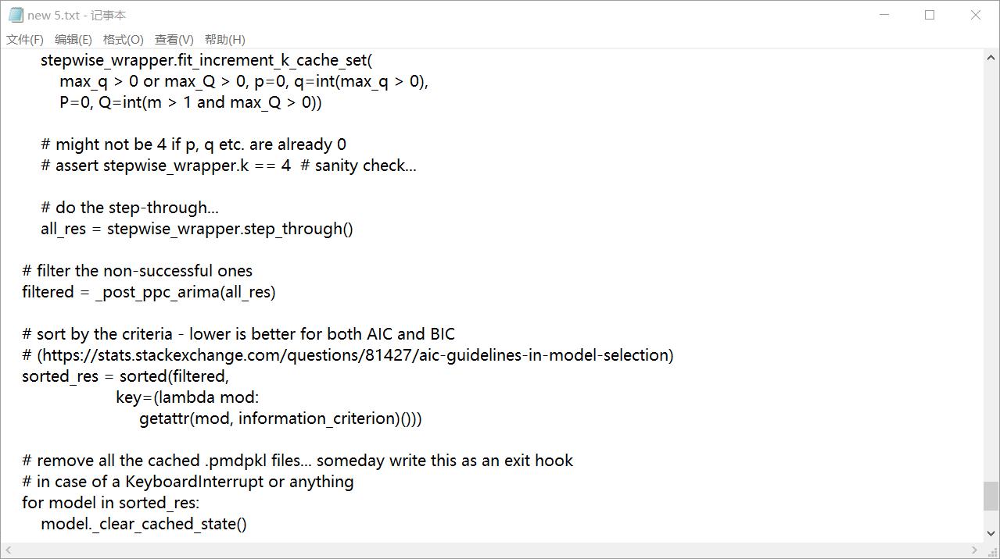 new 5.txt - 记事本
文件(F) 编辑(E) 格式(O) 查看(V) 帮助(H)
stepwise_wrapper.fit_increment_k_cache_set(
max_q > 0 or max_Q > 0, p=0, q=int(max_q > 0),
P=0, Q=int(m > 1 and max_Q > 0))
# might not be 4 if p, q etc. are already 0
# assert stepwise_wrapper.k == 4  # sanity check...
# do the step-through...
all_res = stepwise_wrapper.step_through()
# filter the non-successful ones
filtered = _post_ppc_arima(all_res)
# sort by the criteria - lower is better for both AIC and BIC
# (https://stats.stackexchange.com/questions/81427/aic-guidelines-in-model-selection)
sorted_res = sorted(filtered,
key=(lambda mod:
getattr(mod, information_criterion)()))
# remove all the cached .pmdpkl files... someday write this as an exit hook
# in case of a KeyboardInterrupt or anything
for model in sorted_res:
model._clear_cached_state()